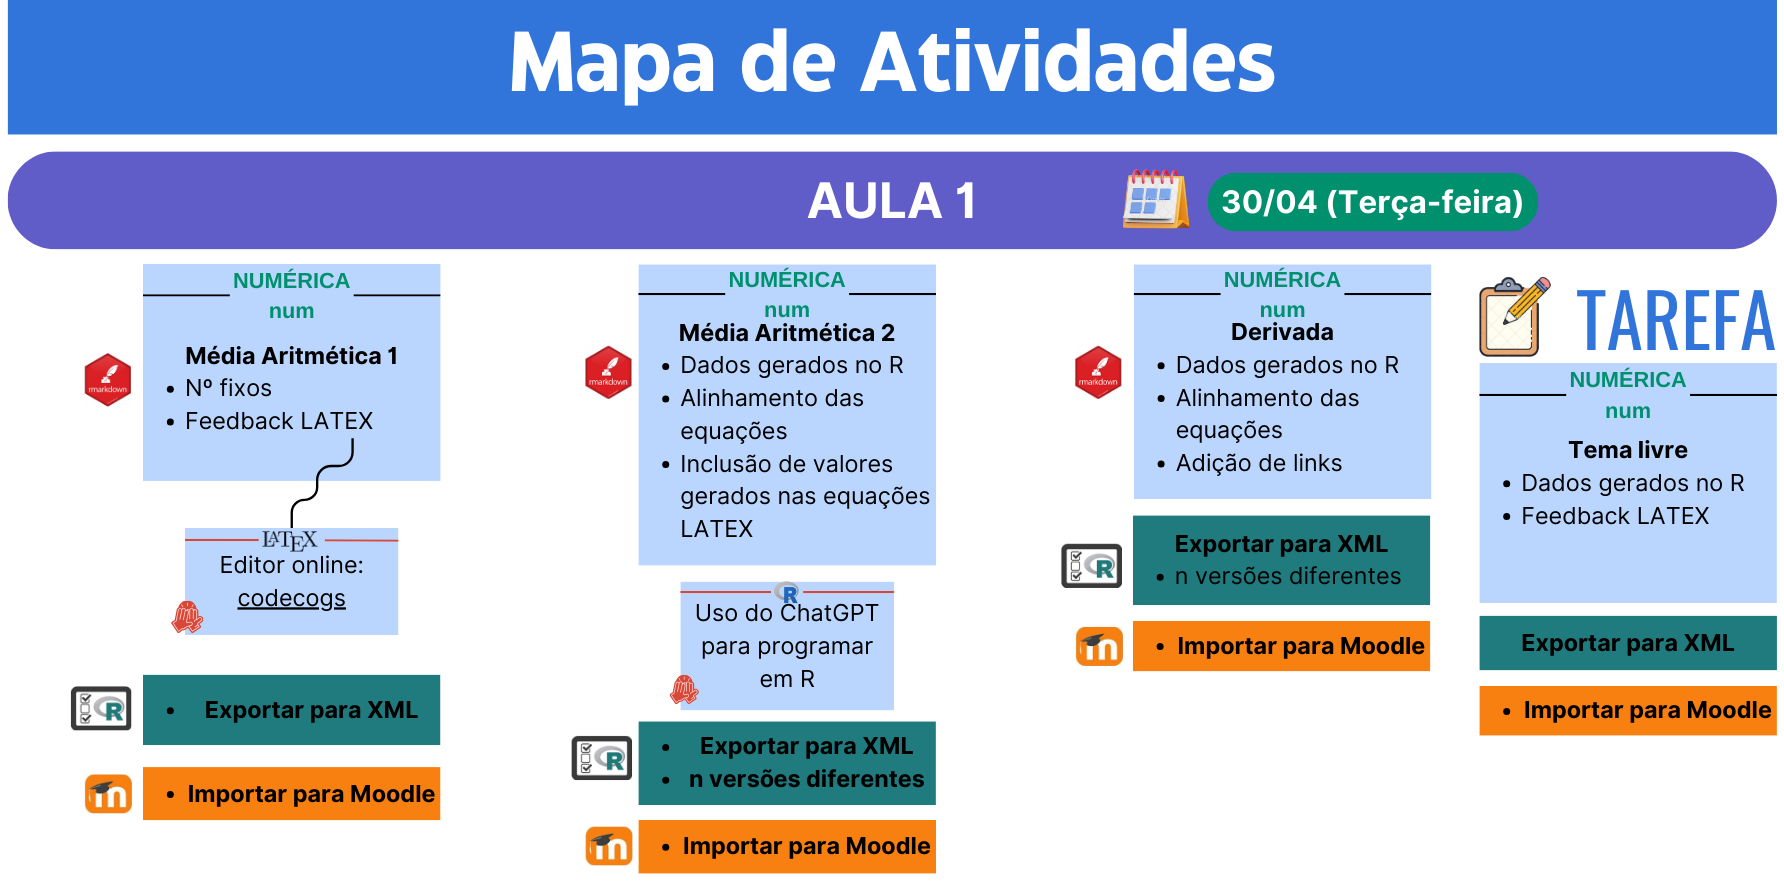 Mapa de Atividades
AULA 1
30/04 (Terça-feira)
NUMÉRICA
num
Média Aritmética 1
• Nº fixos
• Feedback LATEX
rmarkdown
LATEX
Editor online:
codecogs
R
• Exportar para XML
m
• Importar para Moodle
NUMÉRICA
num
Média Aritmética 2
• Dados gerados no R
• Alinhamento das
equações
• Inclusão de valores
gerados nas equações
LATEX
rmarkdown
R
Uso do ChatGPT
para programar
em R
R
• Exportar para XML
• n versões diferentes
m
• Importar para Moodle
NUMÉRICA
num
Derivada
• Dados gerados no R
• Alinhamento das
equações
• Adição de links
rmarkdown
R
Exportar para XML
• n versões diferentes
m
• Importar para Moodle
TAREFA
NUMÉRICA
num
Tema livre
• Dados gerados no R
• Feedback LATEX
Exportar para XML
• Importar para Moodle